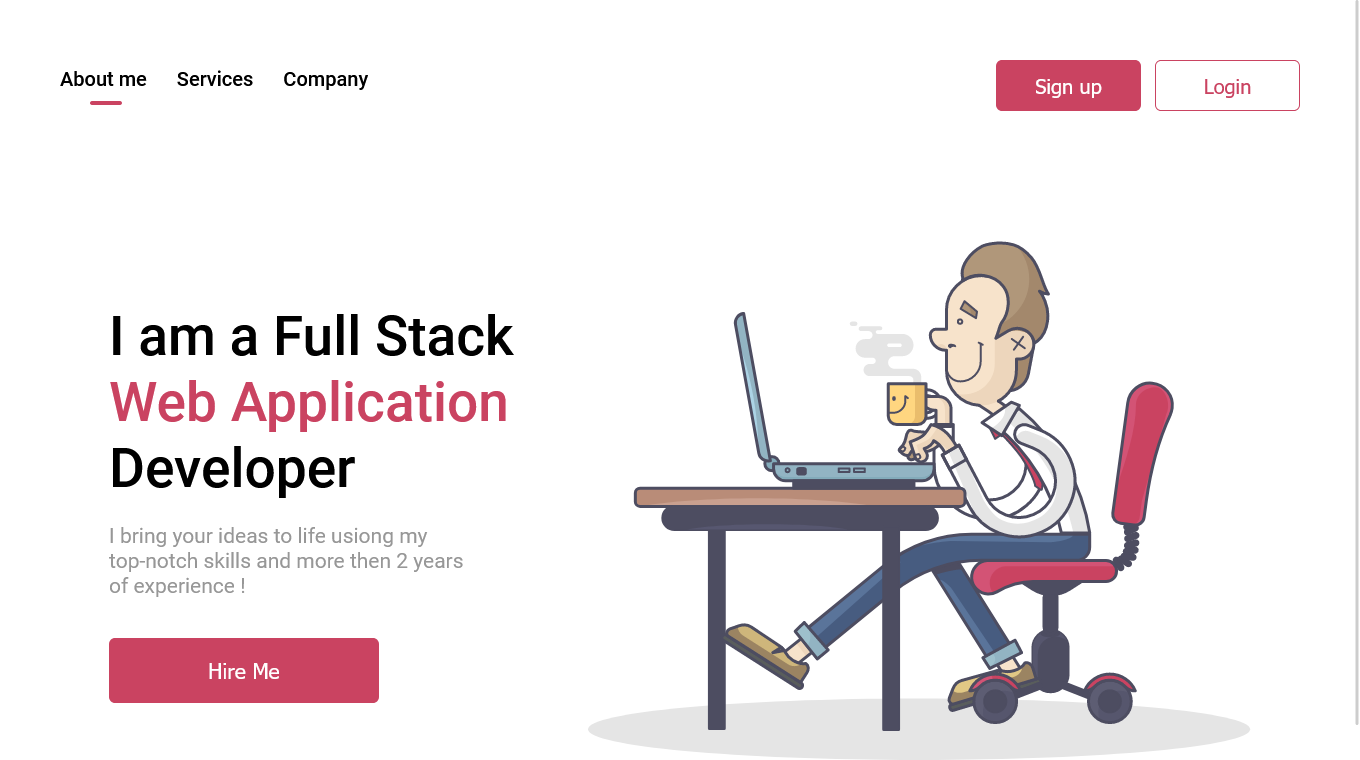 About me Services Company Sign up Login
I am a Full Stack
Web Application
Developer
I bring your ideas to life usiong my
top-notch skills and more then 2 years
of experience !
Hire Me